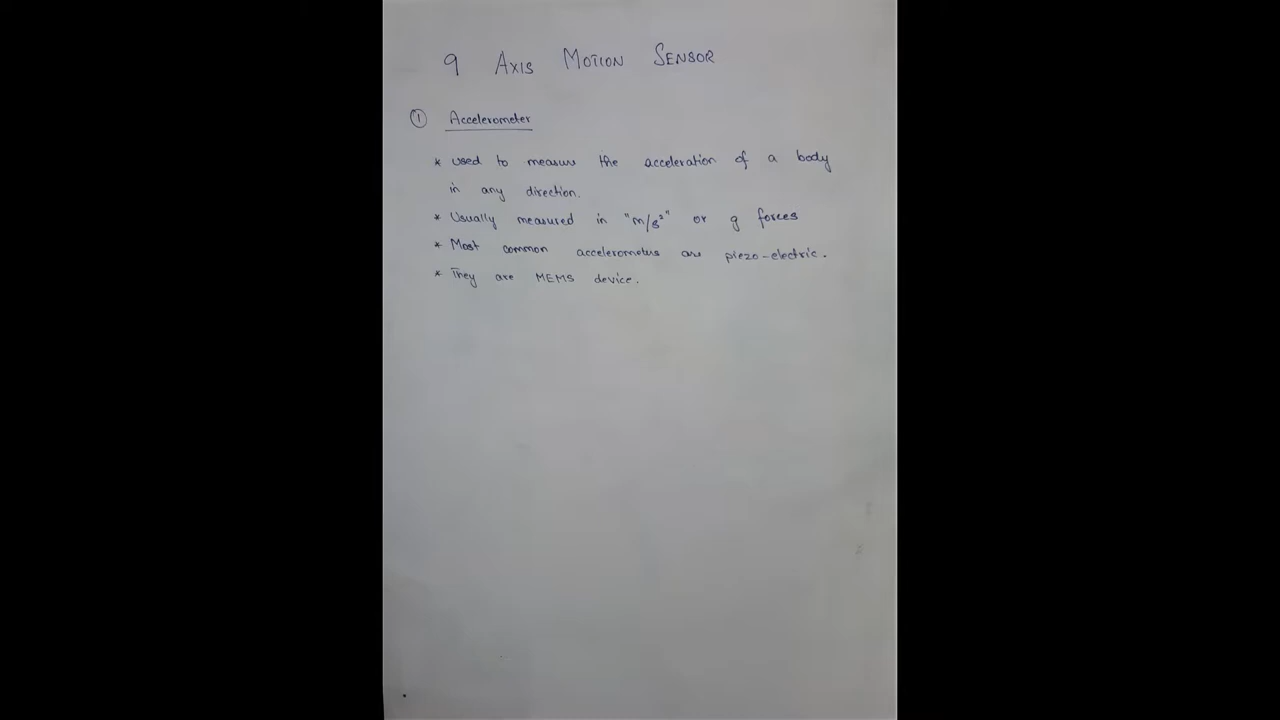 9 AXIS MOTION SENSOR
① Accelerometer
* used to measure the acceleration of a body
in any direction.
* Usually measured in "m/s²" or g forces
* Most common accelerometers are piezo-electric.
* They are MEMS device.